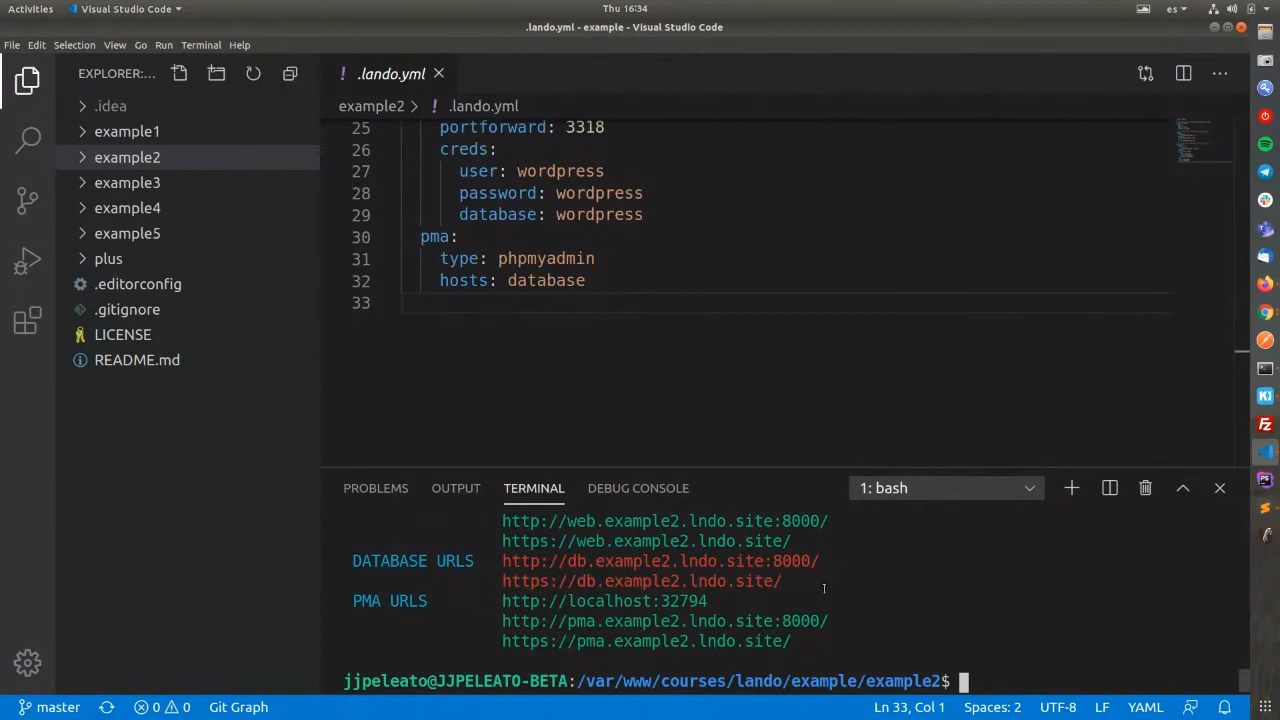 Activities
Visual Studio Code
Thu 16:34
es
.lando.yml - example - Visual Studio Code
File Edit Selection View Go Run Terminal Help
EXPLORER:...
.idea
example1
example2
example3
example4
example5
plus
.editorconfig
.gitignore
LICENSE
README.md
.lando.yml
example2 > .lando.yml
25 portforward: 3318
26 creds:
27 user: wordpress
28 password: wordpress
29 database: wordpress
30 pma:
31 type: phpmyadmin
32 hosts: database
33
PROBLEMS OUTPUT TERMINAL DEBUG CONSOLE 1: bash
http://web.example2.lndo.site:8000/
https://web.example2.lndo.site/
DATABASE URLS http://db.example2.lndo.site:8000/
https://db.example2.lndo.site/
PMA URLS http://localhost:32794
http://pma.example2.lndo.site:8000/
https://pma.example2.lndo.site/
jjpeleato@JJPELEATO-BETA:/var/www/courses/lando/example/example2$
master 0 0 Git Graph Ln 33, Col 1 Spaces: 2 UTF-8 LF YAML